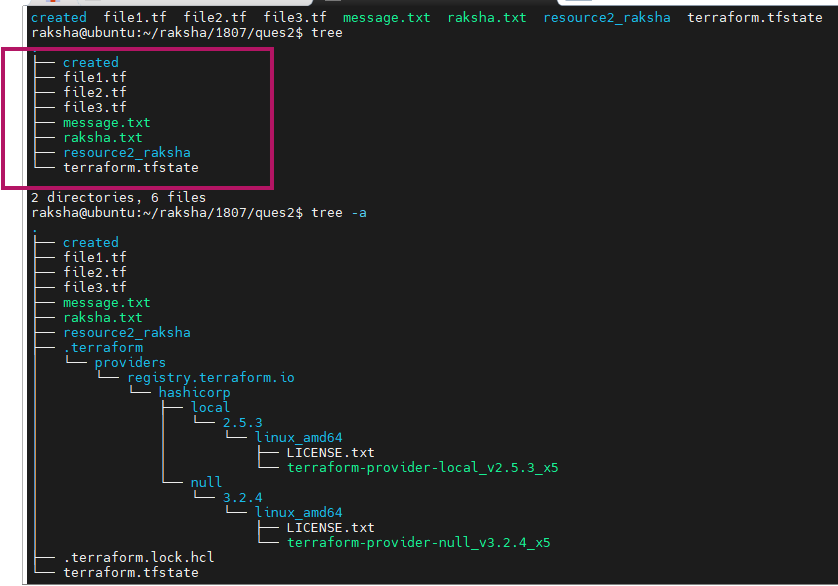 created  file1.tf  file2.tf  file3.tf  message.txt  raksha.txt  resource2_raksha  terraform.tfstate
raksha@ubuntu:~/raksha/1807/ques2$ tree
.
├── created
├── file1.tf
├── file2.tf
├── file3.tf
├── message.txt
├── raksha.txt
├── resource2_raksha
└── terraform.tfstate
2 directories, 6 files
raksha@ubuntu:~/raksha/1807/ques2$ tree -a
.
├── created
├── file1.tf
├── file2.tf
├── file3.tf
├── message.txt
├── raksha.txt
├── resource2_raksha
├── .terraform
│   └── providers
│       └── registry.terraform.io
│           └── hashicorp
│               ├── local
│               │   └── 2.5.3
│               │       └── linux_amd64
│               │           ├── LICENSE.txt
│               │           └── terraform-provider-local_v2.5.3_x5
│               └── null
│                   └── 3.2.4
│                       └── linux_amd64
│                           ├── LICENSE.txt
│                           └── terraform-provider-null_v3.2.4_x5
├── .terraform.lock.hcl
└── terraform.tfstate